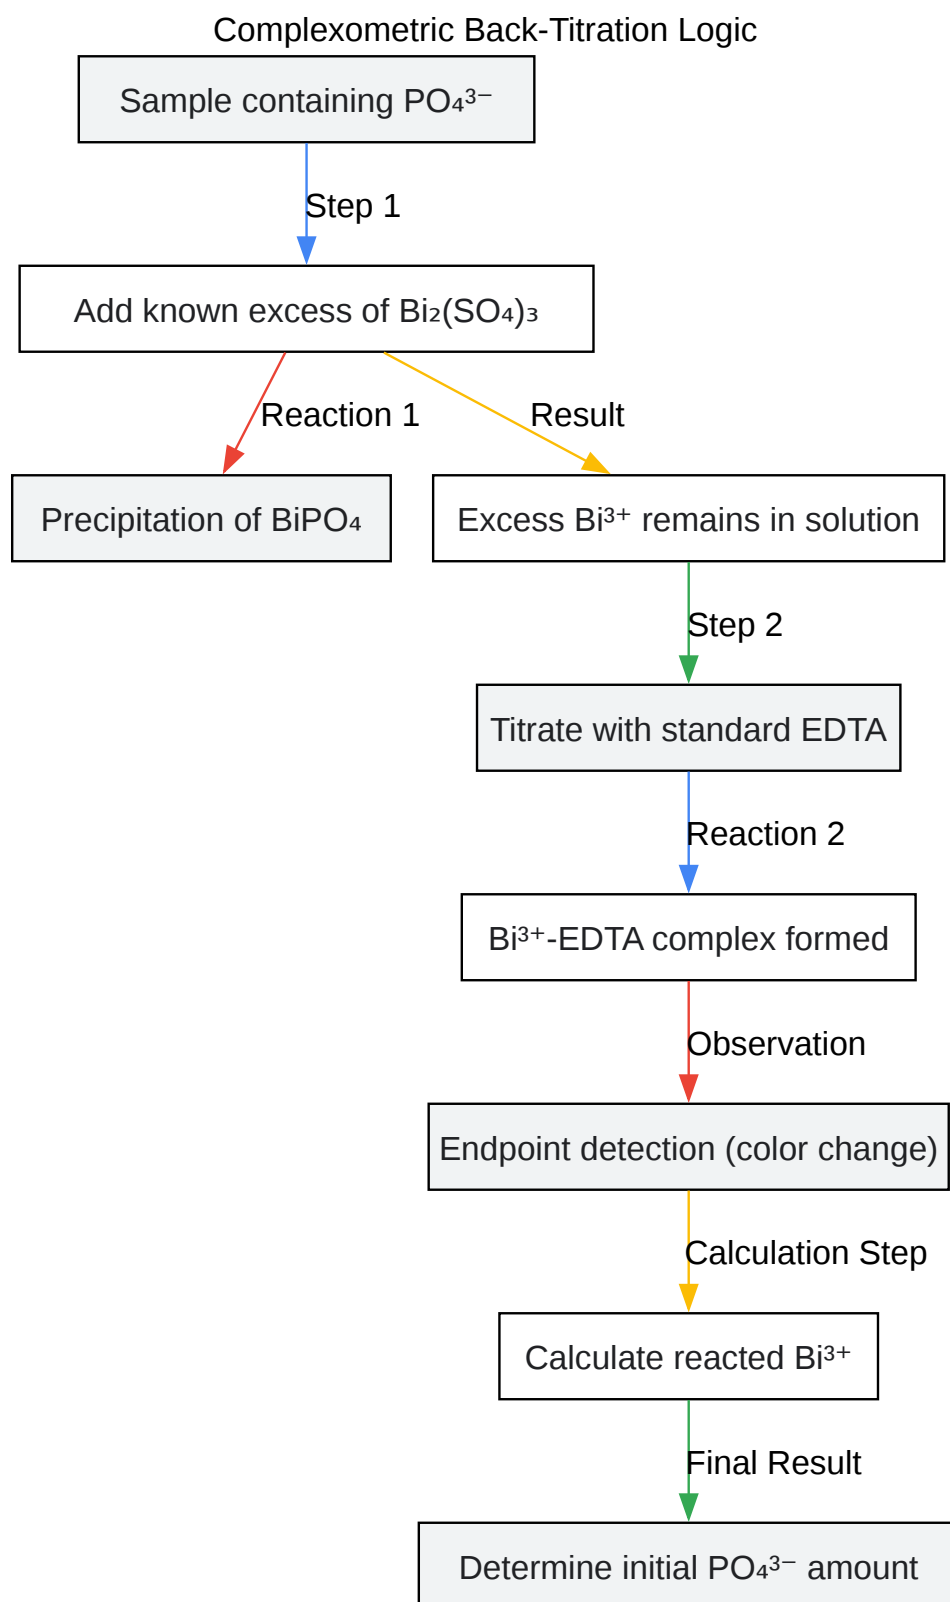 Complexometric Back-Titration Logic
Sample containing PO₄³⁻
Step 1
Add known excess of Bi₂(SO₄)₃
Reaction 1
Result
Precipitation of BiPO₄
Excess Bi³⁺ remains in solution
Step 2
Titrate with standard EDTA
Reaction 2
Bi³⁺-EDTA complex formed
Observation
Endpoint detection (color change)
Calculation Step
Calculate reacted Bi³⁺
Final Result
Determine initial PO₄³⁻ amount